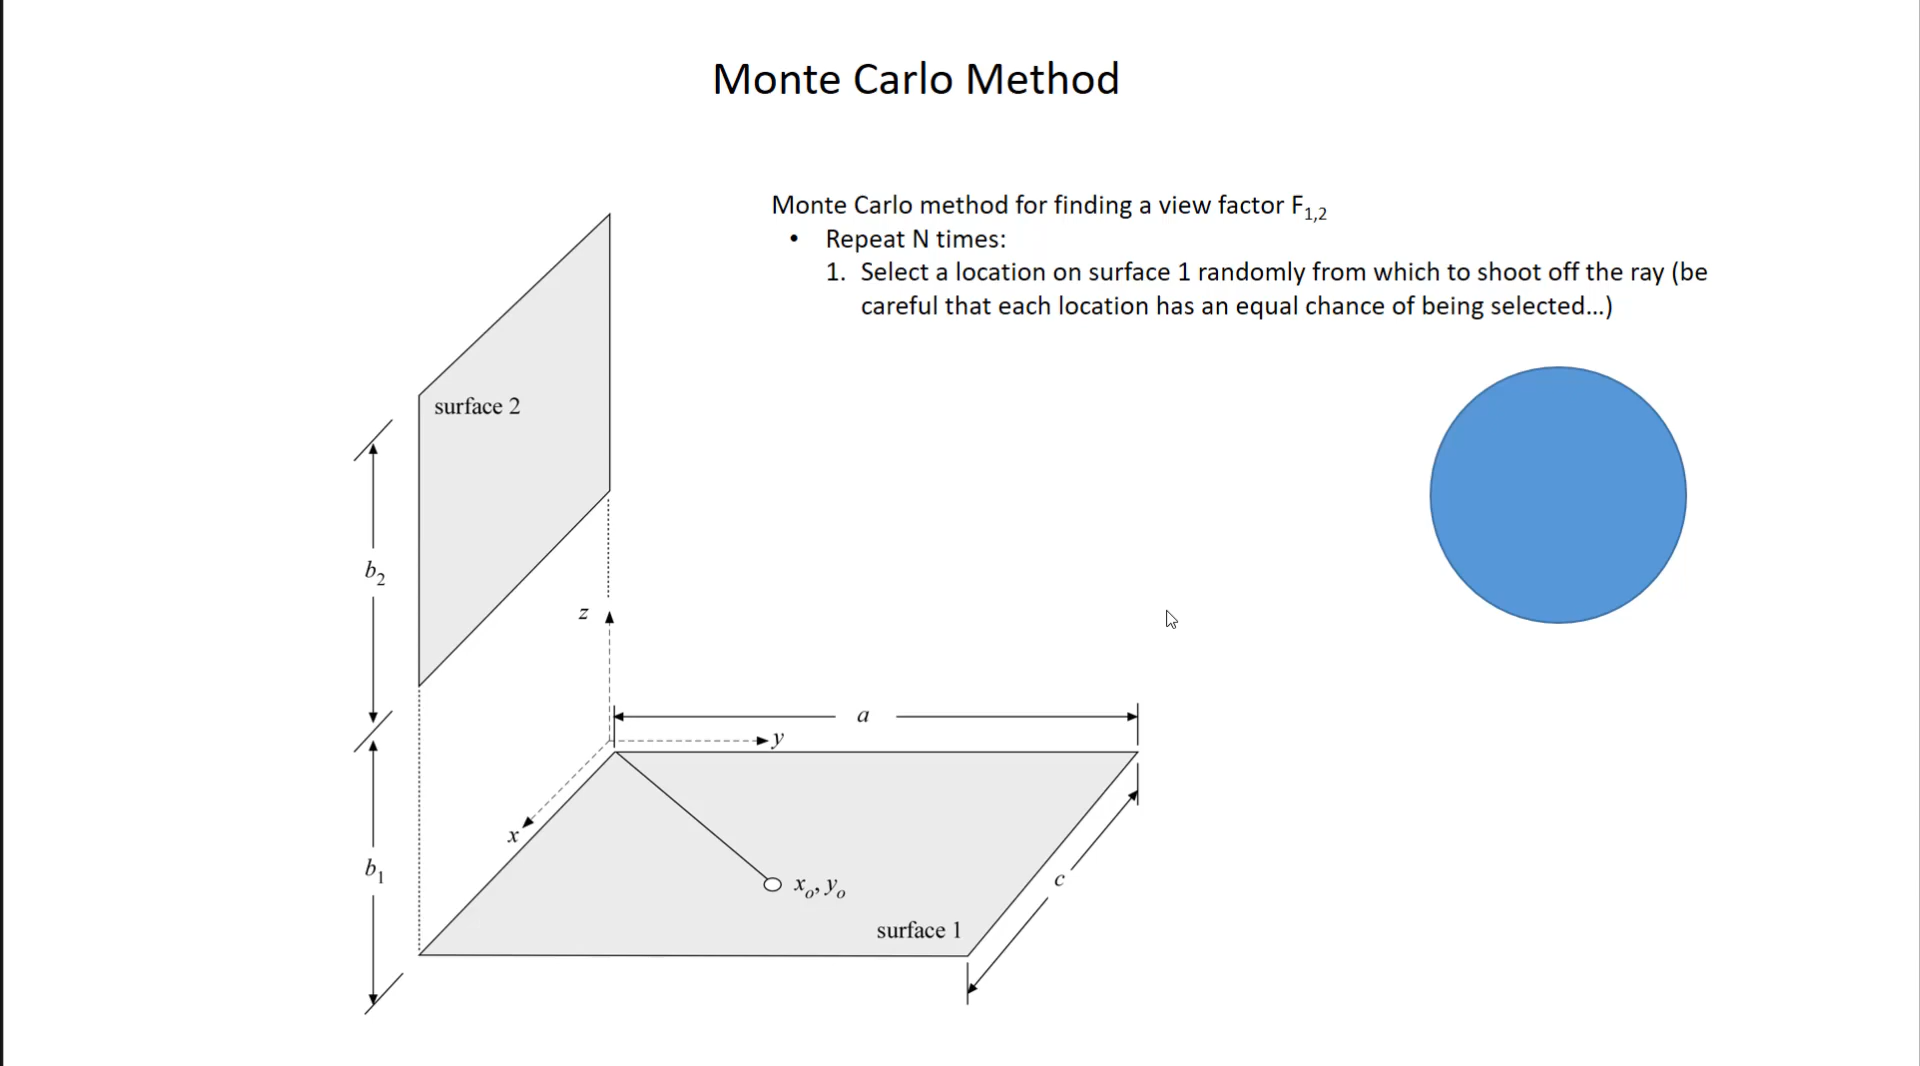 Monte Carlo Method
Monte Carlo method for finding a view factor F1,2
• Repeat N times:
1. Select a location on surface 1 randomly from which to shoot off the ray (be
careful that each location has an equal chance of being selected...)
surface 2
b2
z
a
y
x
b1
c
xo, yo
surface 1